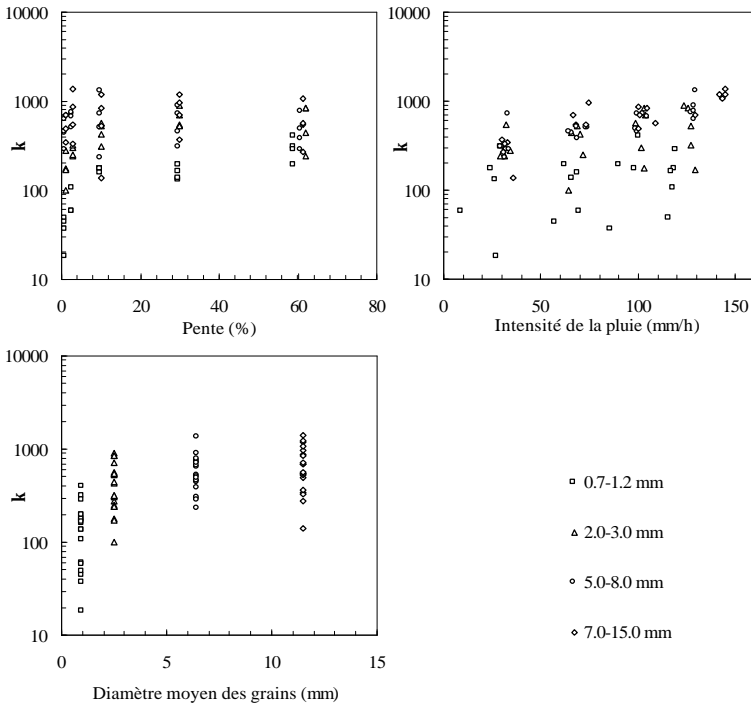 10000
1000
100
10
k
0
20
40
60
80
Pente (%)
10000
1000
100
10
k
0
50
100
150
Intensité de la pluie (mm/h)
10000
1000
100
10
k
0
5
10
15
Diamètre moyen des grains (mm)
0.7-1.2 mm
2.0-3.0 mm
5.0-8.0 mm
7.0-15.0 mm